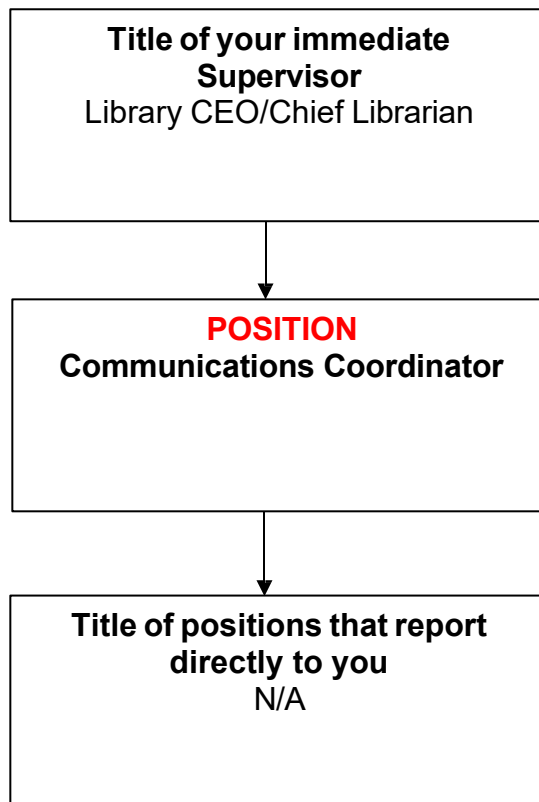 Title of your immediate
Supervisor
Library CEO/Chief Librarian
POSITION
Communications Coordinator
Title of positions that report
directly to you
N/A